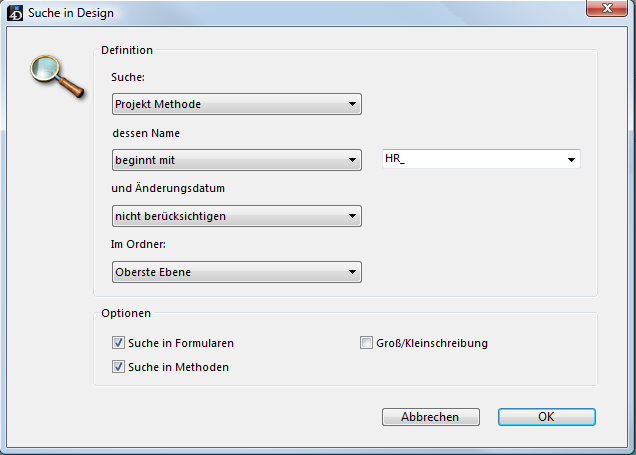 Suche in Design
Definition
Suche:
Projekt Methode
dessen Name
beginnt mit
HR_
und Änderungsdatum
nicht berücksichtigen
Im Ordner:
Oberste Ebene
Optionen
Suche in Formularen
Groß/Kleinschreibung
Suche in Methoden
Abbrechen
OK